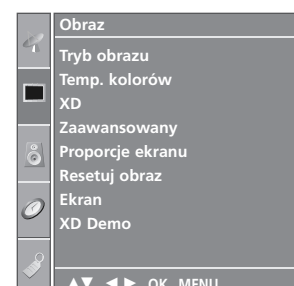 Obraz
Tryb obrazu
Temp. kolorów
XD
Zaawansowany
Proporcje ekranu
Resetuj obraz
Ekran
XD Demo
▲▼ ◄► OK MENU